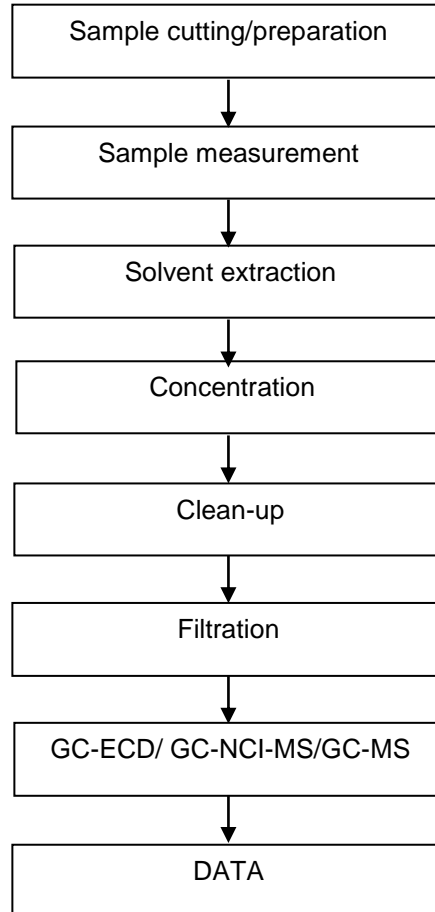 Sample cutting/preparation
Sample measurement
Solvent extraction
Concentration
Clean-up
Filtration
GC-ECD/ GC-NCI-MS/GC-MS
DATA